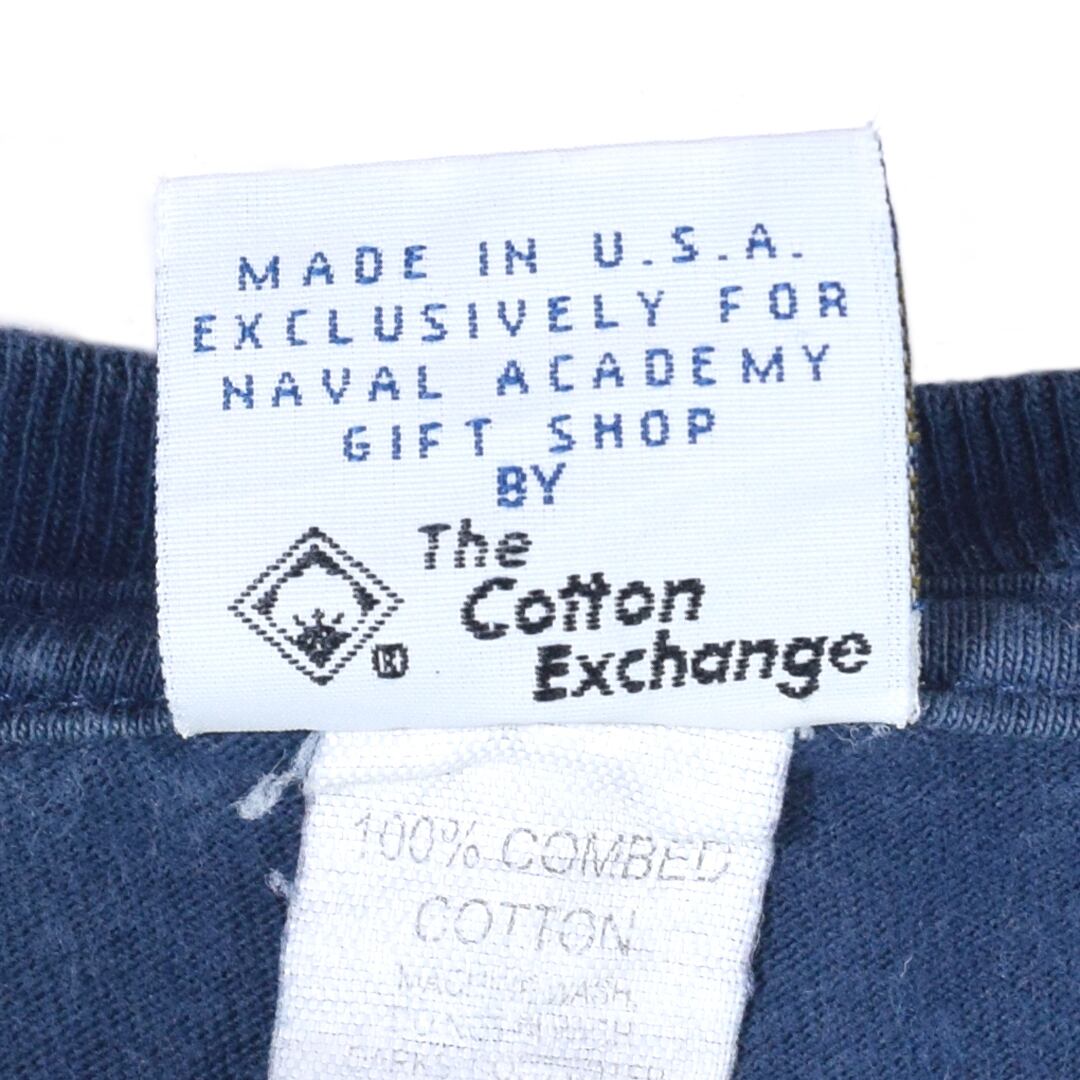 MADE IN U.S.A.
EXCLUSIVELY FOR
NAVAL ACADEMY
GIFT SHOP
BY
The
Cotton
Exchange
®
100% COMBED
COTTON
MACHINE WASH,